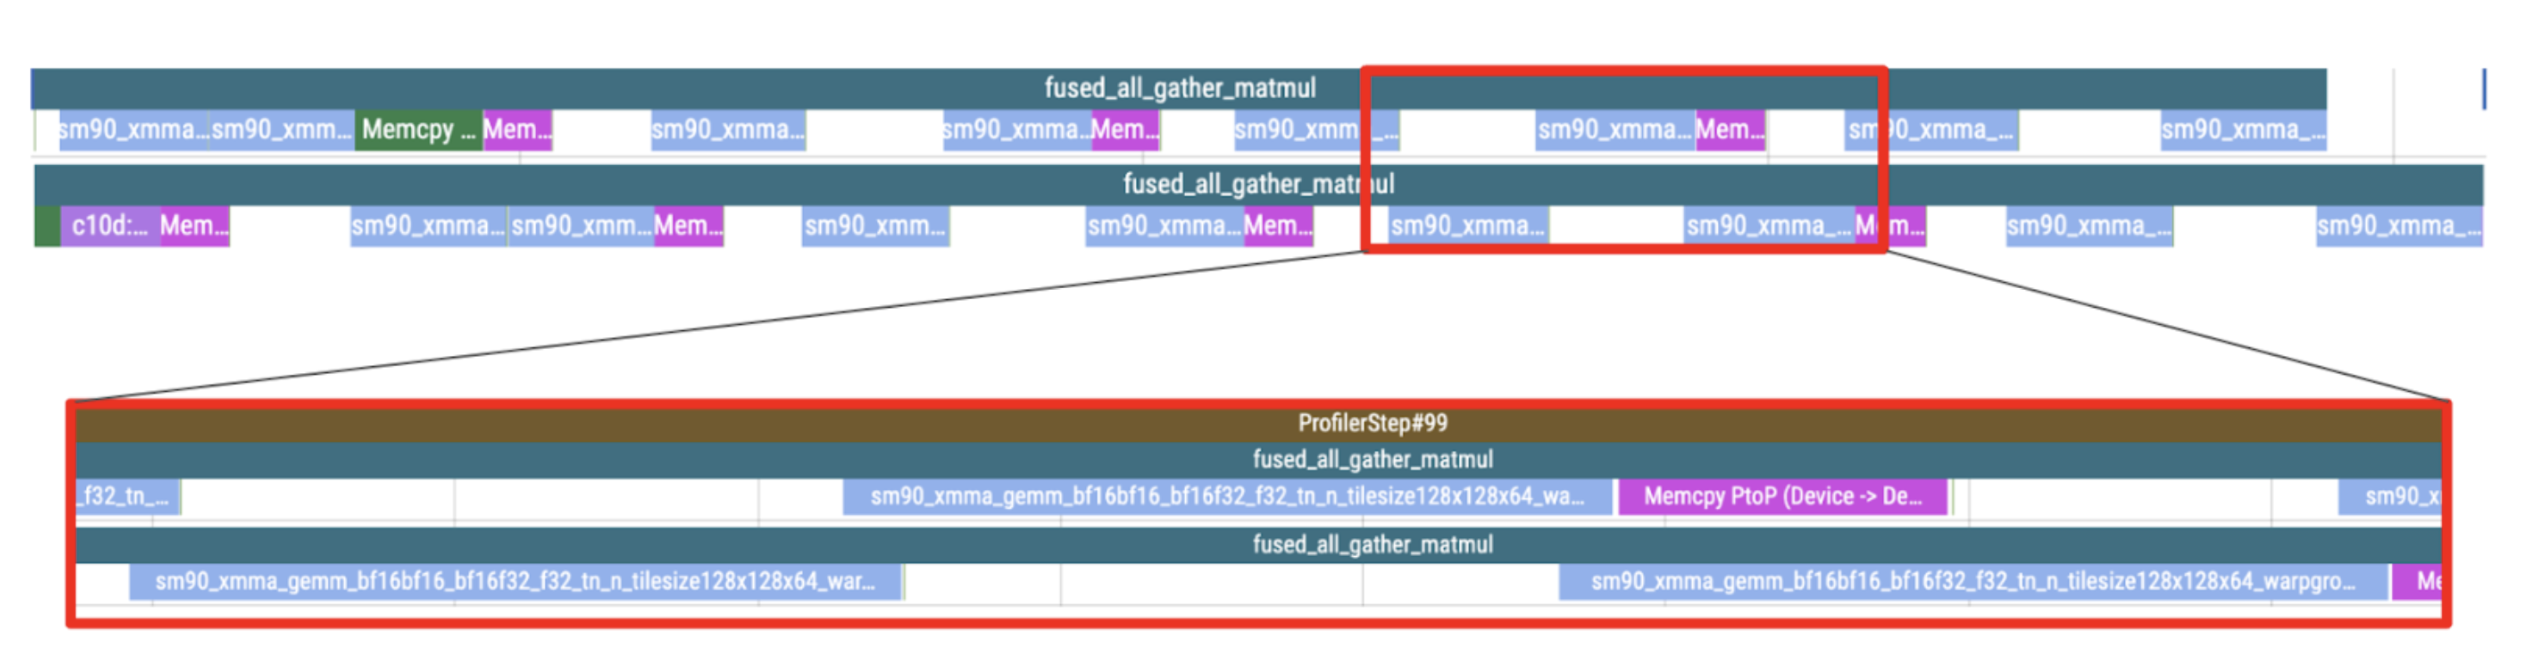 fused_all_gather_matmul
sm90_xmma... sm90_xmm... Memcpy ... Mem... sm90_xmma... sm90_xmma... Mem... sm90_xmm _... sm90_xmma... Mem... sm90_xmma_... sm90_xmma_...
fused_all_gather_matmul
c10d:... Mem... sm90_xmma... sm90_xmm... Mem... sm90_xmm... sm90_xmma... Mem... sm90_xmma... sm90_xmma_... Mem... sm90_xmma_... sm90_xmma_...
ProfilerStep#99
fused_all_gather_matmul
_f32_tn_... sm90_xmma_gemm_bf16bf16_bf16f32_f32_tn_n_tilesize128x128x64_wa... Memcpy PtoP (Device -> De... sm90_x
fused_all_gather_matmul
sm90_xmma_gemm_bf16bf16_bf16f32_f32_tn_n_tilesize128x128x64_war... sm90_xmma_gemm_bf16bf16_bf16f32_f32_tn_n_tilesize128x128x64_warpgro... Me